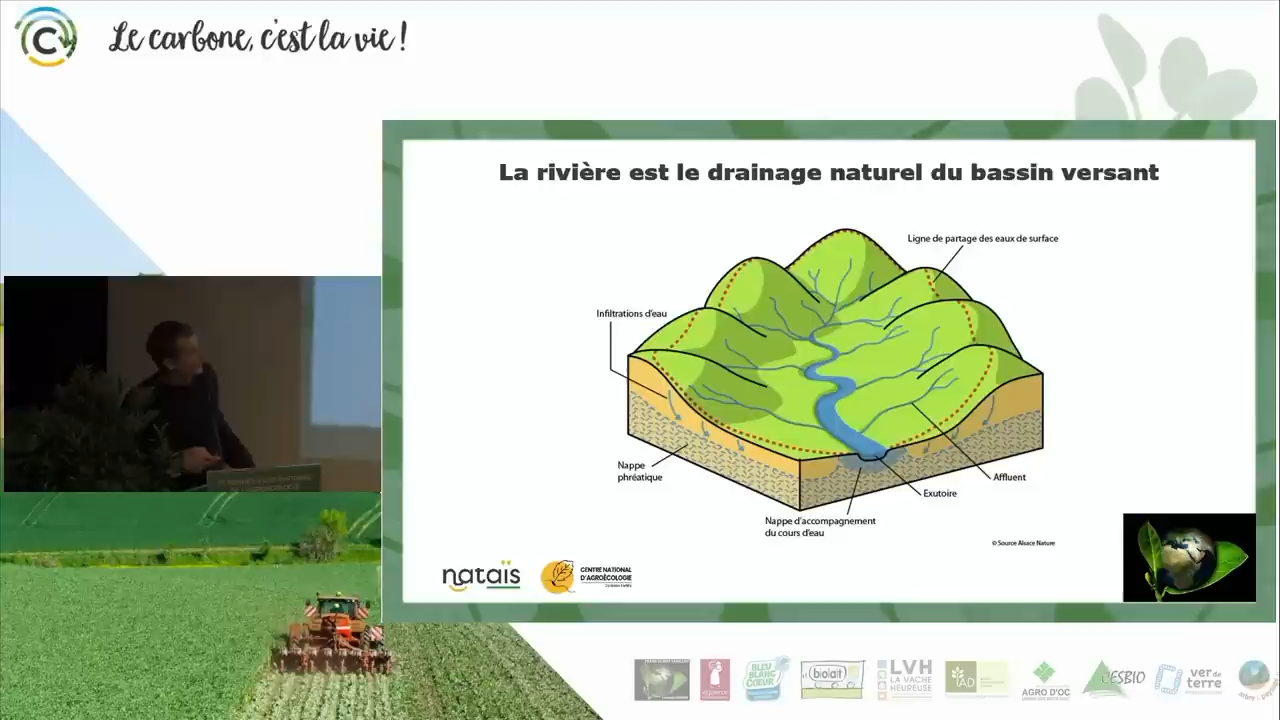 Le carbone, c'est la vie !
La rivière est le drainage naturel du bassin versant
Ligne de partage des eaux de surface
Infiltrations d'eau
Nappe
phréatique
Affluent
Exutoire
Nappe d'accompagnement
du cours d'eau
© Source Alsace Nature
nataïs
CENTRE NATIONAL
D'AGROÉCOLOGIE
BLEU
BLANC
CŒUR
biolait
LVH
LA VACHE
HEUREUSE
IAD
AGRO D'OC
CESBIO
ver de
terre